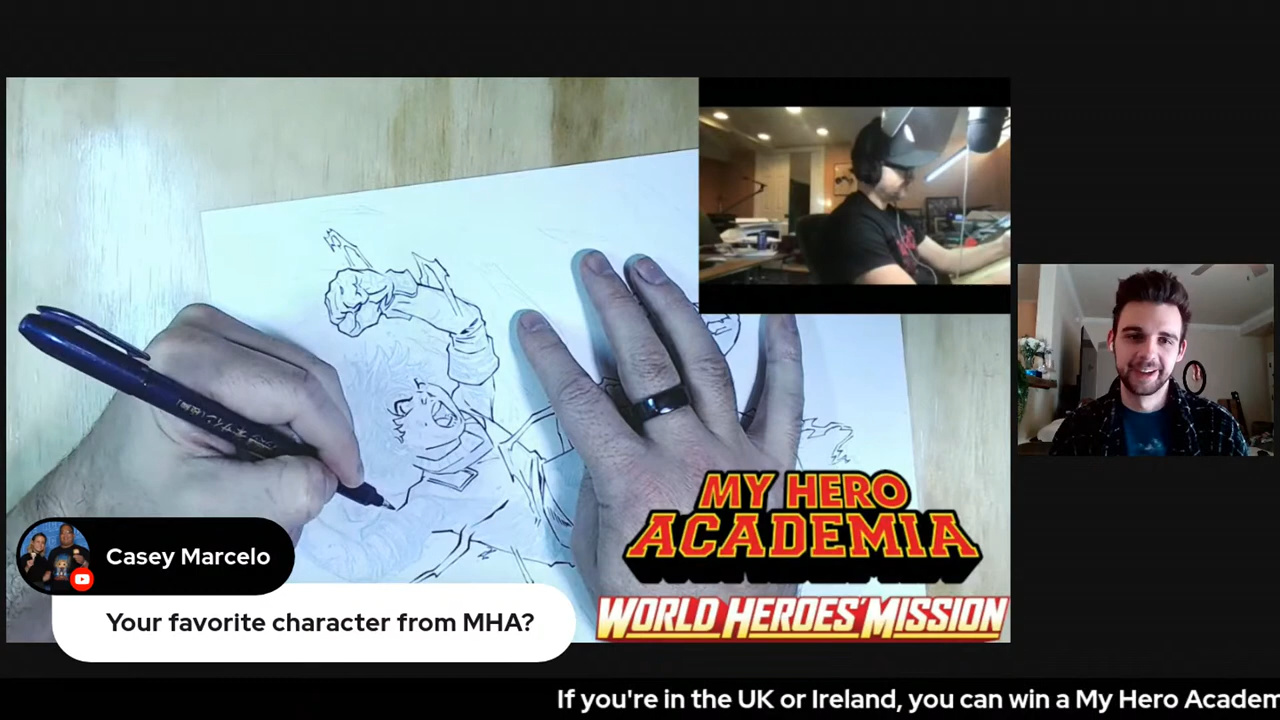 Casey Marcelo
Your favorite character from MHA?
MY HERO
ACADEMIA
WORLD HEROES' MISSION
If you're in the UK or Ireland, you can win a My Hero Academ